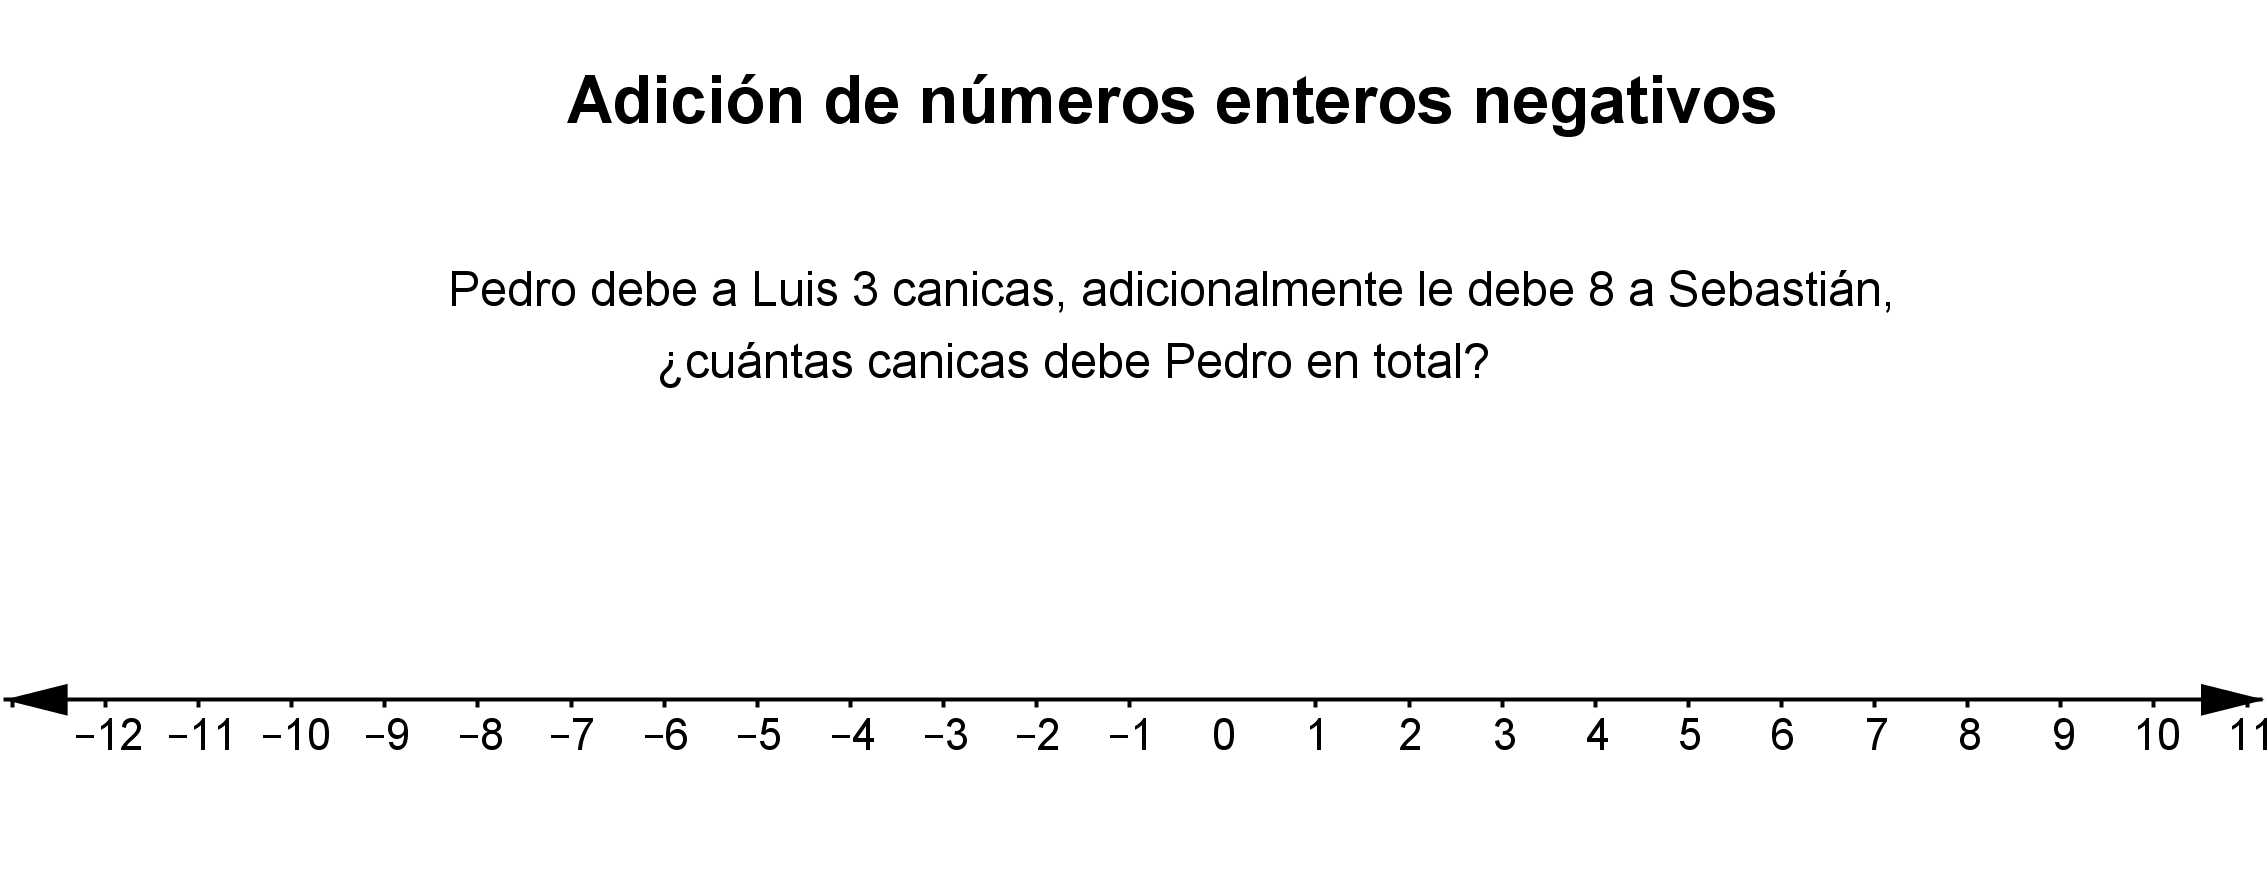 Adición de números enteros negativos
Pedro debe a Luis 3 canicas, adicionalmente le debe 8 a Sebastián,
¿cuántas canicas debe Pedro en total?
−12 −11 −10 −9 −8 −7 −6 −5 −4 −3 −2 −1 0 1 2 3 4 5 6 7 8 9 10 11